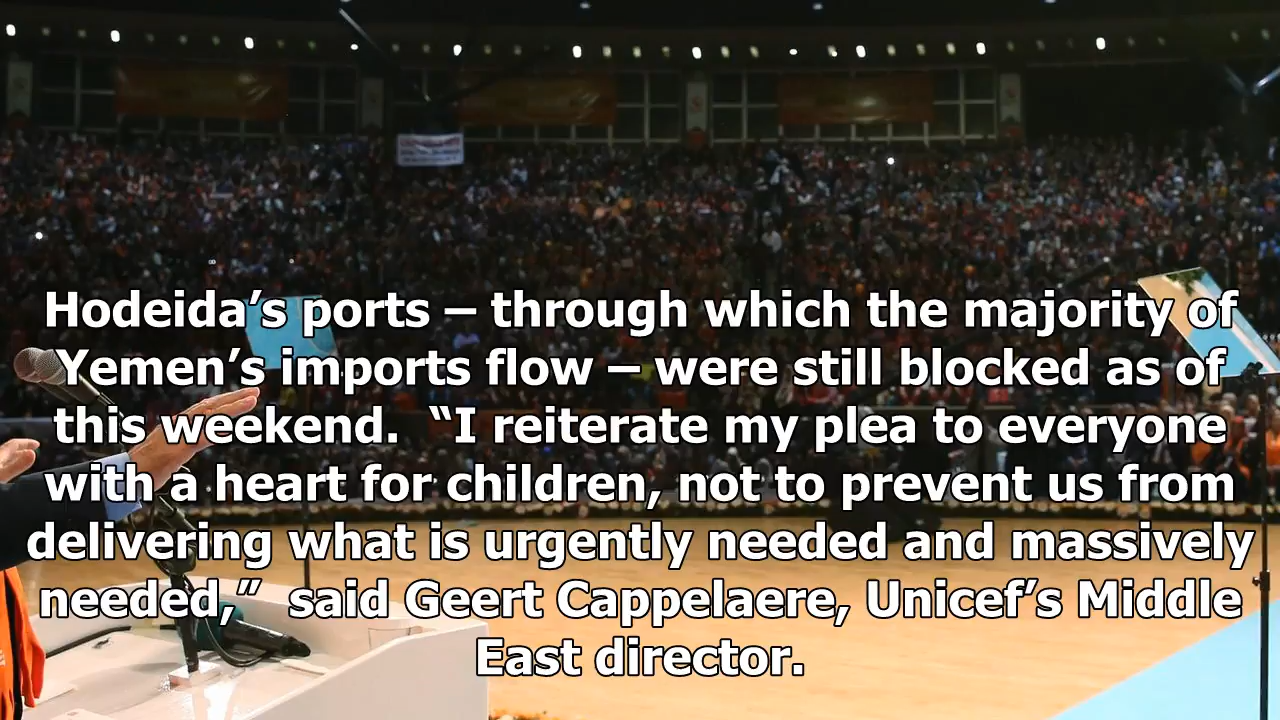 Hodeida’s ports – through which the majority of
Yemen’s imports flow – were still blocked as of
this weekend.  “I reiterate my plea to everyone
with a heart for children, not to prevent us from
delivering what is urgently needed and massively
needed,”  said Geert Cappelaere, Unicef’s Middle
East director.